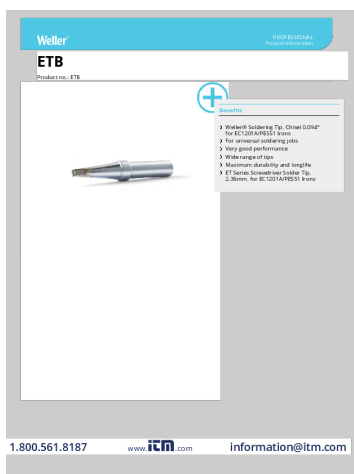 Weller®
PROFESSIONAL
Product Information
ETB
Product no.: ETB
Benefits
Weller® Soldering Tip, Chisel 0.094"
for EC1201A/PES51 Irons
For universal soldering jobs
Very good performance
Wide range of tips
Maximum durability and longlife
ET Series Screwdriver Solder Tip,
2.36mm, for EC1201A/PES51 Irons
1.800.561.8187
www.ITM.com
information@itm.com